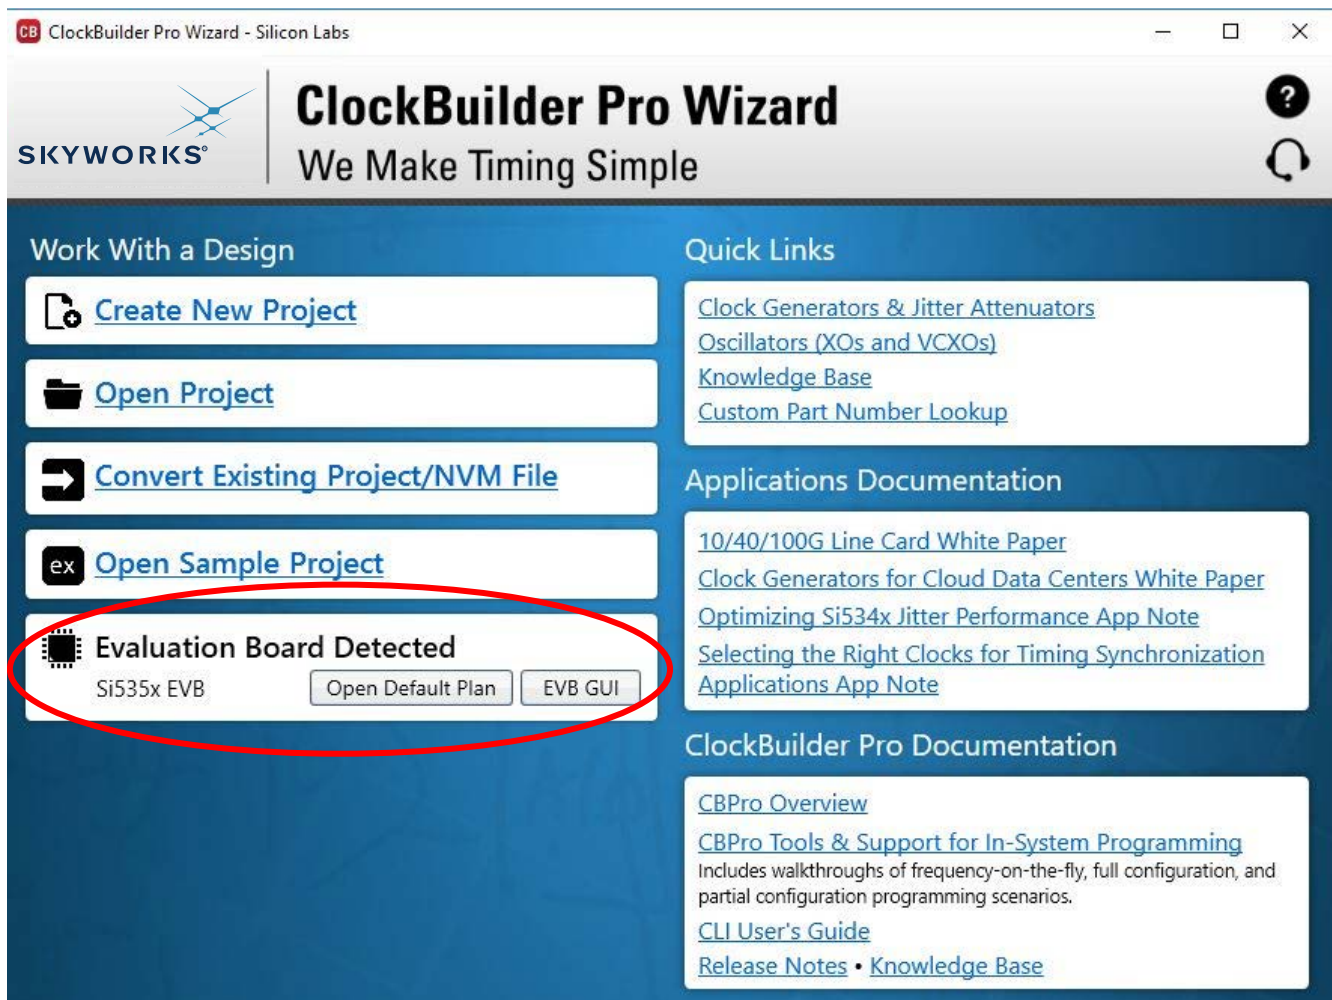 CB ClockBuilder Pro Wizard - Silicon Labs
SKYWORKS®
ClockBuilder Pro Wizard
We Make Timing Simple
?
Work With a Design
Create New Project
Open Project
Convert Existing Project/NVM File
ex Open Sample Project
Evaluation Board Detected
Si535x EVB Open Default Plan EVB GUI
Quick Links
Clock Generators & Jitter Attenuators
Oscillators (XOs and VCXOs)
Knowledge Base
Custom Part Number Lookup
Applications Documentation
10/40/100G Line Card White Paper
Clock Generators for Cloud Data Centers White Paper
Optimizing Si534x Jitter Performance App Note
Selecting the Right Clocks for Timing Synchronization
Applications App Note
ClockBuilder Pro Documentation
CBPro Overview
CBPro Tools & Support for In-System Programming
Includes walkthroughs of frequency-on-the-fly, full configuration, and
partial configuration programming scenarios.
CLI User's Guide
Release Notes • Knowledge Base